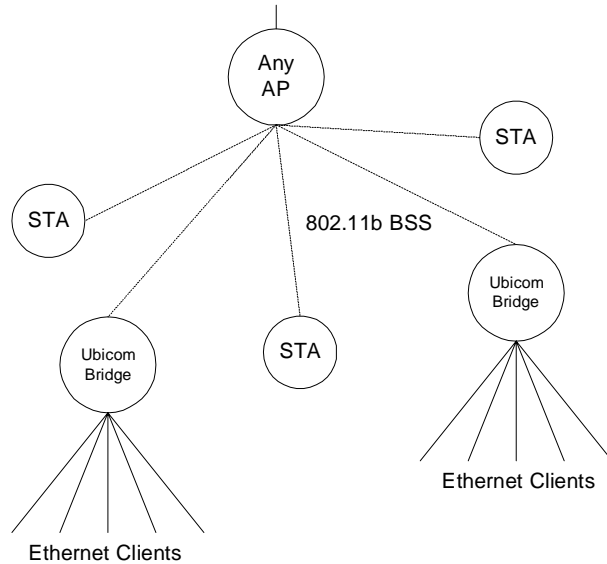 Any
AP
STA
STA
802.11b BSS
Ubicom
Bridge
Ubicom
Bridge
STA
Ethernet Clients
Ethernet Clients